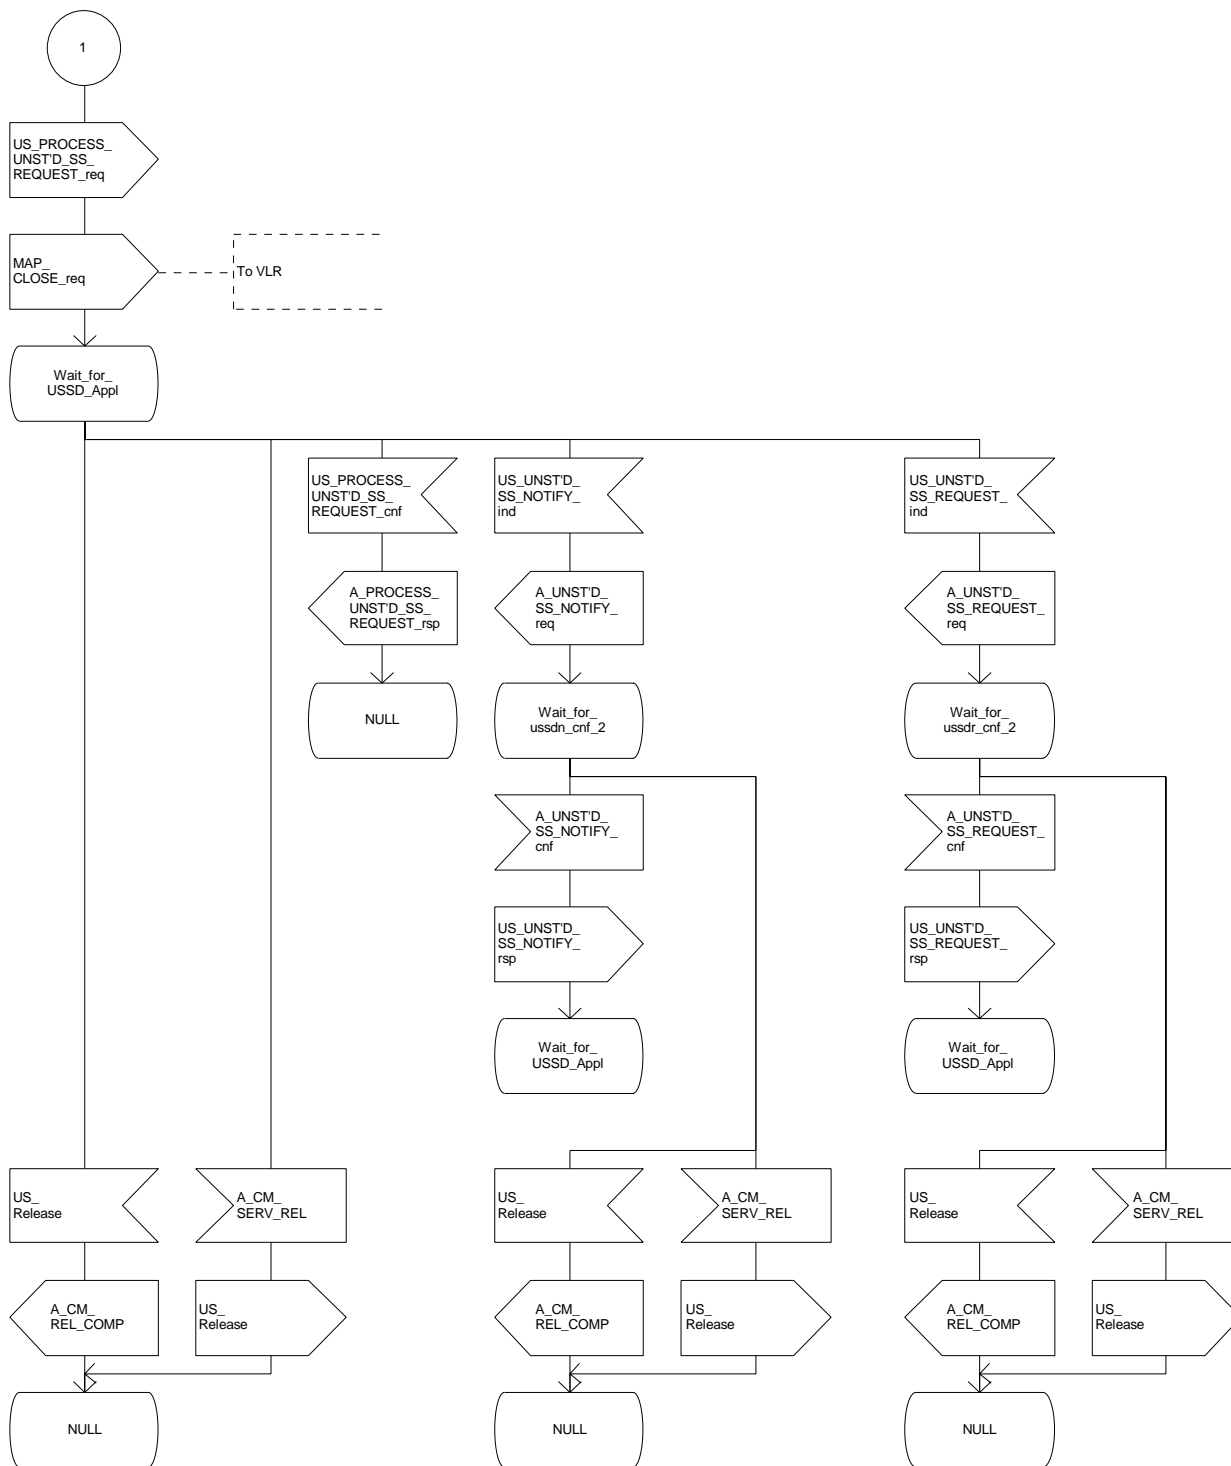 1
US_PROCESS_
UNST'D_SS_
REQUEST_req
MAP_
CLOSE_req
To VLR
Wait_for_
USSD_Appl
US_PROCESS_
UNST'D_SS_
REQUEST_cnf
US_UNST'D_
SS_NOTIFY_
ind
US_UNST'D_
SS_REQUEST_
ind
A_PROCESS_
UNST'D_SS_
REQUEST_rsp
A_UNST'D_
SS_NOTIFY_
req
A_UNST'D_
SS_REQUEST_
req
NULL
Wait_for_
ussdn_cnf_2
Wait_for_
ussdr_cnf_2
A_UNST'D_
SS_NOTIFY_
cnf
A_UNST'D_
SS_REQUEST_
cnf
US_UNST'D_
SS_NOTIFY_
rsp
US_UNST'D_
SS_REQUEST_
rsp
Wait_for_
USSD_Appl
Wait_for_
USSD_Appl
US_
Release
A_CM_
SERV_REL
US_
Release
A_CM_
SERV_REL
US_
Release
A_CM_
SERV_REL
A_CM_
REL_COMP
US_
Release
A_CM_
REL_COMP
US_
Release
A_CM_
REL_COMP
US_
Release
NULL
NULL
NULL